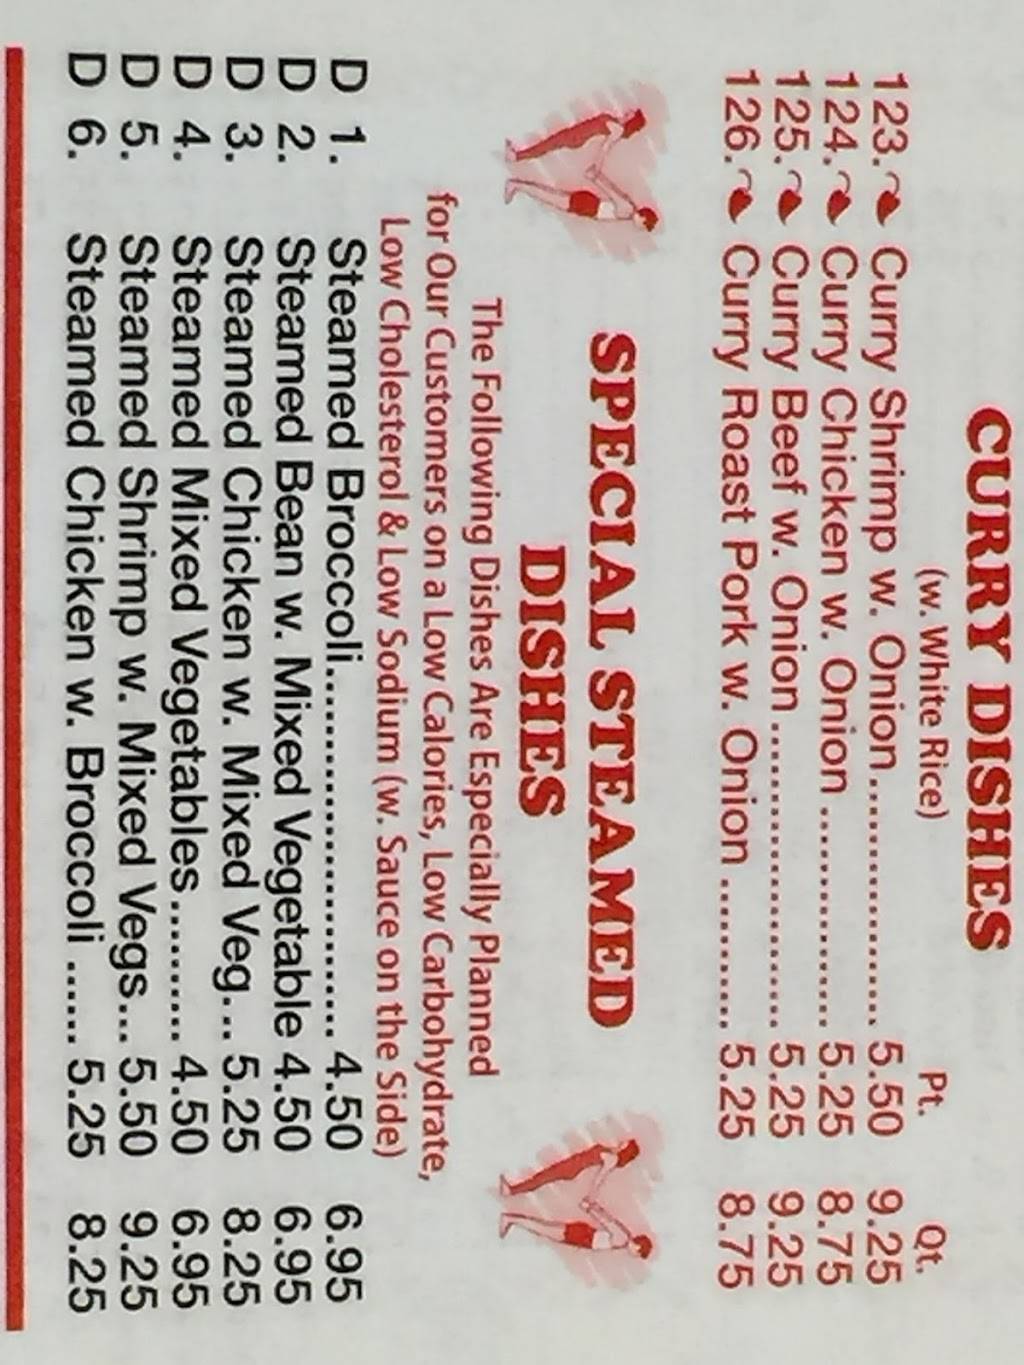 CURRY DISHES
(w. White Rice) Pt. Qt.
123. Curry Shrimp w. Onion.................... 5.50 9.25
124. Curry Chicken w. Onion .................. 5.25 8.75
125. Curry Beef w. Onion ......................... 5.25 9.25
126. Curry Roast Pork w. Onion ............. 5.25 8.75
SPECIAL STEAMED
DISHES
The Following Dishes Are Especially Planned
for Our Customers on a Low Calories, Low Carbohydrate,
Low Cholesterol & Low Sodium (w. Sauce on the Side)
D 1. Steamed Broccoli.............................. 4.50 6.95
D 2. Steamed Bean w. Mixed Vegetable 4.50 6.95
D 3. Steamed Chicken w. Mixed Veg... 5.25 8.25
D 4. Steamed Mixed Vegetables........... 4.50 6.95
D 5. Steamed Shrimp w. Mixed Vegs... 5.50 9.25
D 6. Steamed Chicken w. Broccoli ...... 5.25 8.25